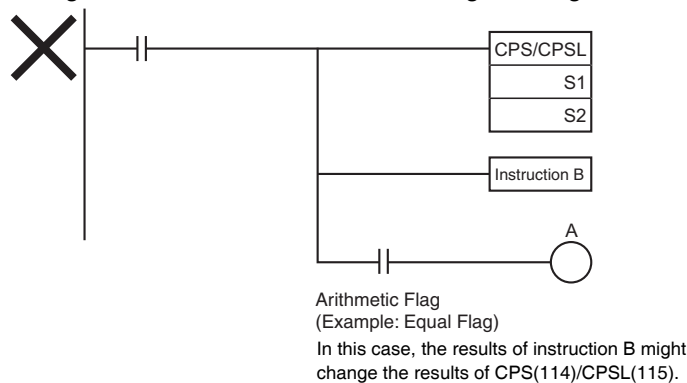 CPS/CPSL
S1
S2
Instruction B
A
Arithmetic Flag
(Example: Equal Flag)
In this case, the results of instruction B might
change the results of CPS(114)/CPSL(115).